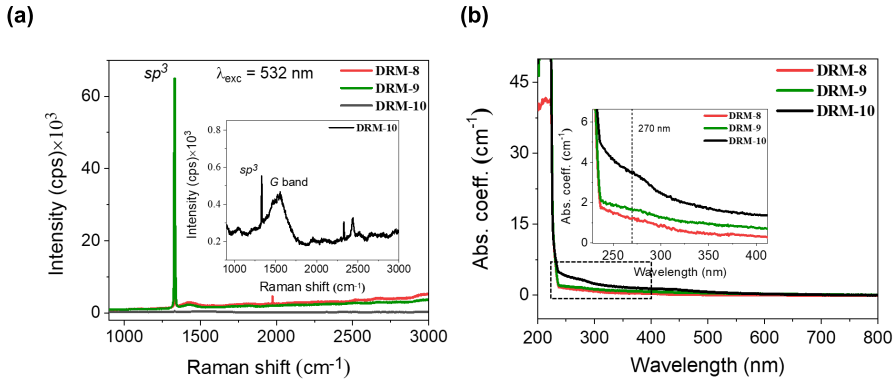 (a)
sp³
λexc = 532 nm
DRM-8
DRM-9
DRM-10
Intensity (cps)×10³
60
40
20
0
1000
1500
2000
2500
3000
Raman shift (cm⁻¹)
DRM-10
sp³
G band
Intensity (cps)×10³
0.8
0.6
0.4
0.2
1000
1500
2000
2500
3000
Raman shift (cm⁻¹)
(b)
DRM-8
DRM-9
DRM-10
Abs. coeff. (cm⁻¹)
45
30
15
0
200
300
400
500
600
700
800
Wavelength (nm)
270 nm
DRM-8
DRM-9
DRM-10
Abs. coeff. (cm⁻¹)
6
4
2
0
250
300
350
400
Wavelength (nm)